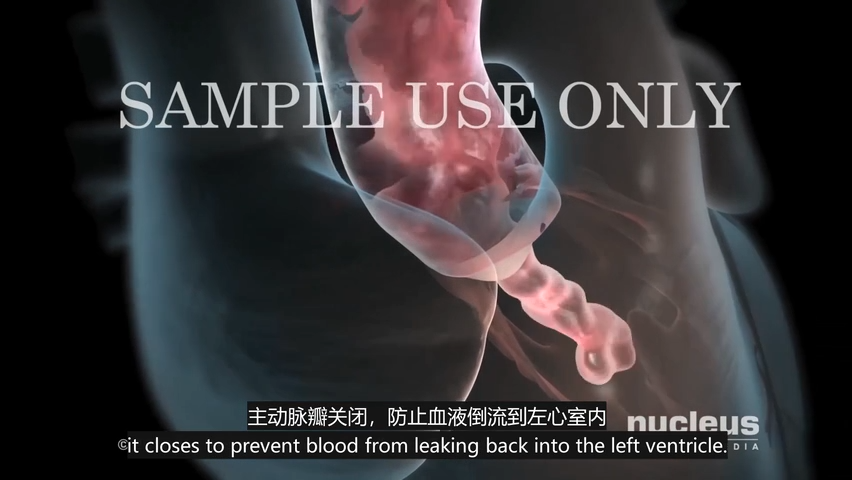 SAMPLE USE ONLY
主动脉瓣关闭，防止血液倒流到左心室内
nucleus
©it closes to prevent blood from leaking back into the left ventricle.
DIA